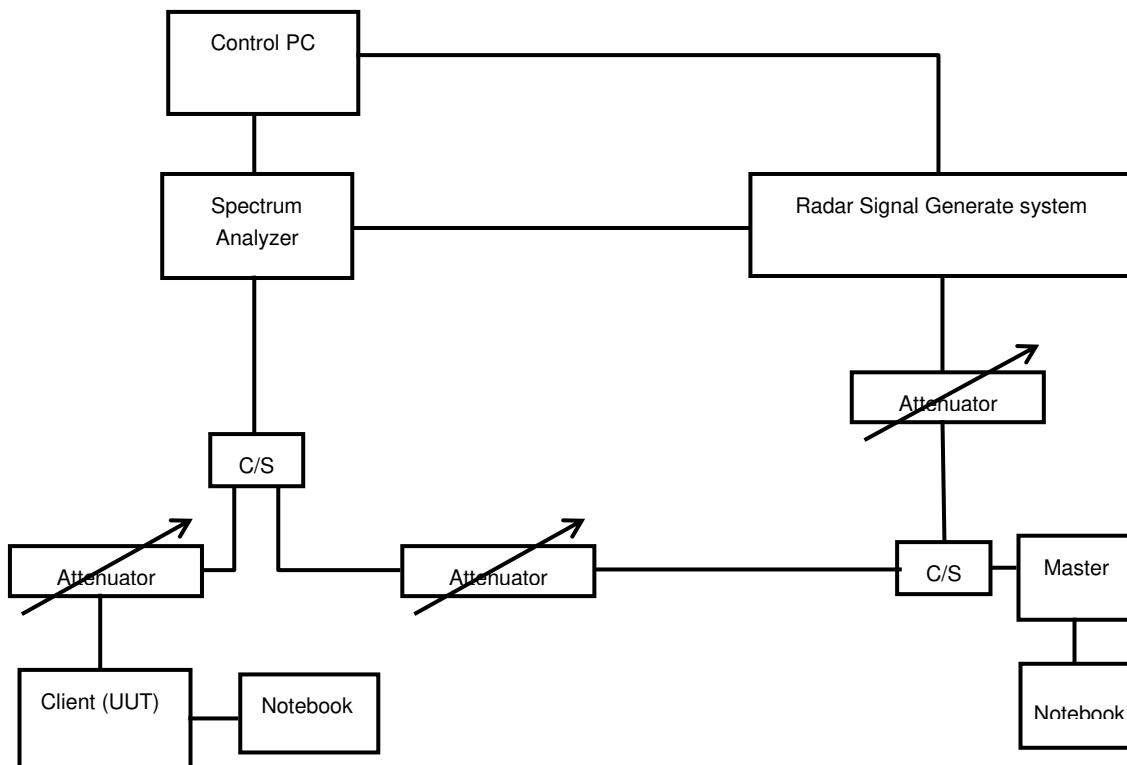 Control PC
Spectrum
Analyzer
Radar Signal Generate system
Attenuator
C/S
Attenuator
Attenuator
C/S
Master
Client (UUT)
Notebook
Notebook